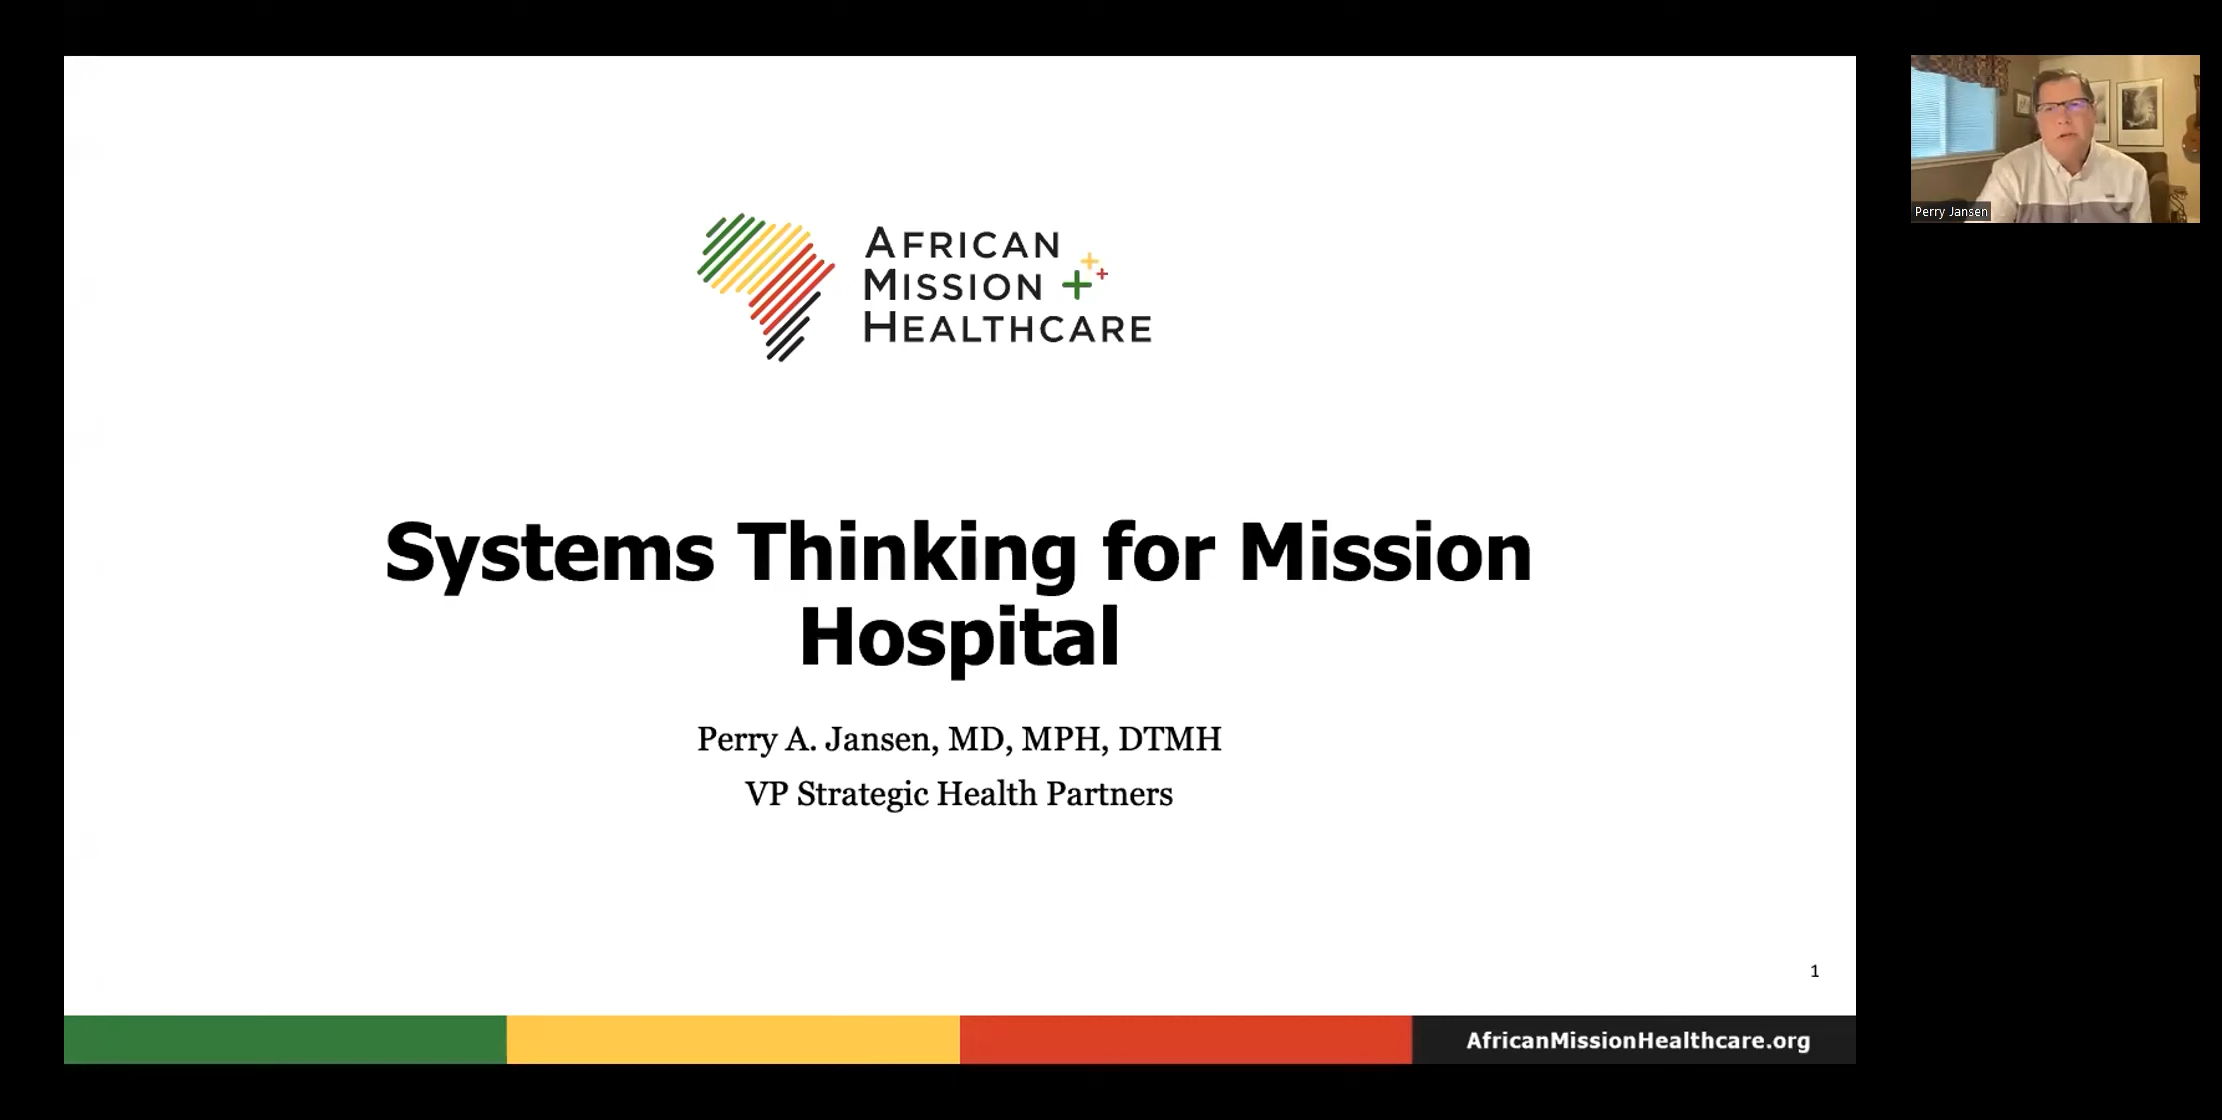 AFRICAN
MISSION
HEALTHCARE
Systems Thinking for Mission
Hospital
Perry A. Jansen, MD, MPH, DTMH
VP Strategic Health Partners
1
AfricanMissionHealthcare.org
Perry Jansen